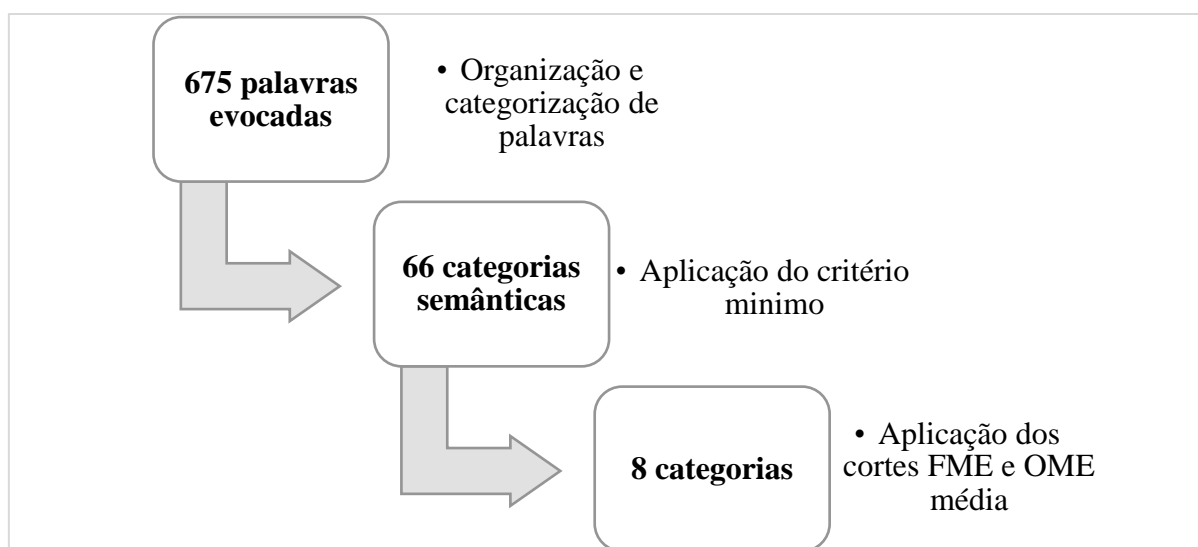 675 palavras
evocadas
• Organização e
categorização de
palavras
66 categorias
semânticas
• Aplicação do critério
minimo
8 categorias
• Aplicação dos
cortes FME e OME
média